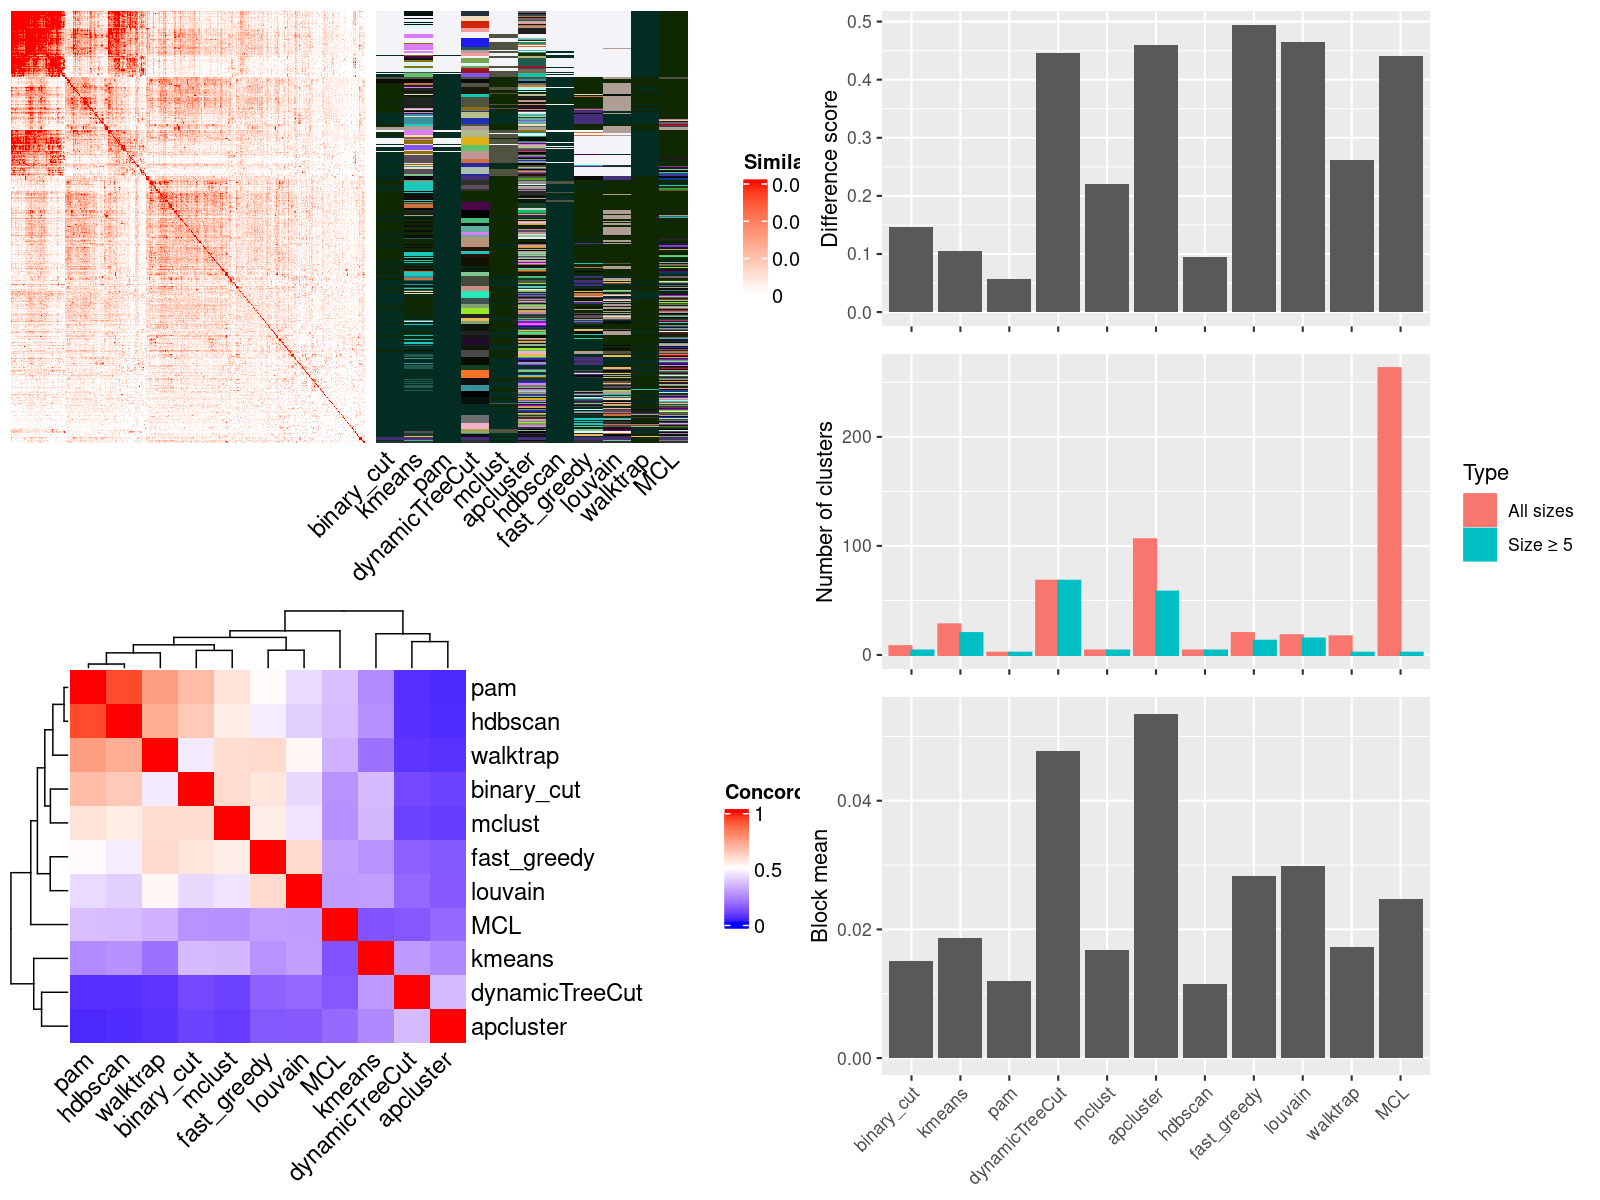 Simila
0.0
0.0
0.0
0
binary_cut
kmeans
pam
dynamicTreeCut
mclust
apcluster
hdbscan
fast_greedy
louvain
walktrap
MCL
pam
hdbscan
walktrap
binary_cut
mclust
fast_greedy
louvain
MCL
kmeans
dynamicTreeCut
apcluster
pam
hdbscan
walktrap
binary_cut
mclust
fast_greedy
louvain
MCL
kmeans
dynamicTreeCut
apcluster
Concord
1
0.5
0
Difference score
0.5
0.4
0.3
0.2
0.1
0.0
Number of clusters
200
100
0
Type
All sizes
Size ≥ 5
Block mean
0.04
0.02
0.00
binary_cut
kmeans
pam
dynamicTreeCut
mclust
apcluster
hdbscan
fast_greedy
louvain
walktrap
MCL